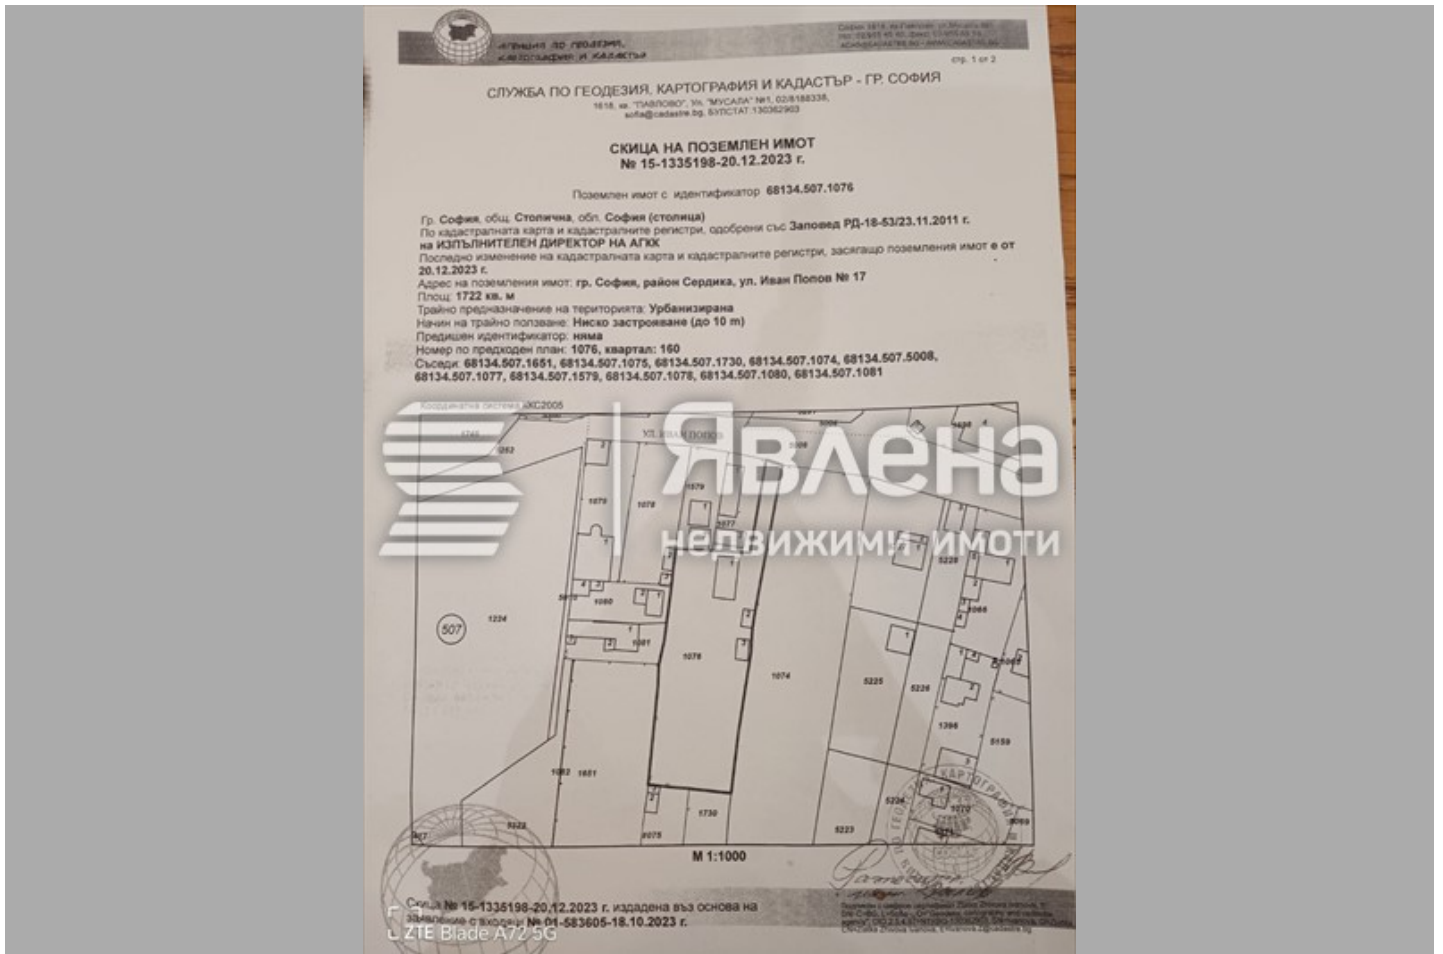 агенция по геодезия,
картография и кадастър
стр. 1 от 2
СЛУЖБА ПО ГЕОДЕЗИЯ, КАРТОГРАФИЯ И КАДАСТЪР - ГР. СОФИЯ
1618, кв. "ПАВЛОВО", Ул. "МУСАЛА" №1, 02/8188338,
sofia@cadastre.bg, БУЛСТАТ:130362903
СКИЦА НА ПОЗЕМЛЕН ИМОТ
№ 15-1335198-20.12.2023 г.
Поземлен имот с идентификатор 68134.507.1076
Гр. София, общ. Столична, обл. София (столица)
По кадастралната карта и кадастралните регистри, одобрени със Заповед РД-18-53/23.11.2011 г.
на ИЗПЪЛНИТЕЛЕН ДИРЕКТОР НА АГКК
Последно изменение на кадастралната карта и кадастралните регистри, засягащо поземления имот е от
20.12.2023 г.
Адрес на поземления имот: гр. София, район Сердика, ул. Иван Попов № 17
Площ: 1722 кв. м
Трайно предназначение на територията: Урбанизирана
Начин на трайно ползване: Ниско застрояване (до 10 m)
Предишен идентификатор: няма
Номер по предходен план: 1076, квартал: 160
Съседи: 68134.507.1651, 68134.507.1075, 68134.507.1730, 68134.507.1074, 68134.507.5008,
68134.507.1077, 68134.507.1579, 68134.507.1078, 68134.507.1080, 68134.507.1081
Координатна система ККС2005
УЛ. ИВАН ПОПОВ
Явлена
недвижими имоти
1078
1579
1077
5228
1066
1080
1234
507
1081
1076
1074
5225
5226
1396
5159
1082 1651
1730
5223
М 1:1000
Скица № 15-1335198-20.12.2023 г. издадена въз основа на
заявление с входящ № 01-583605-18.10.2023 г.
ZTE Blade A72 5G